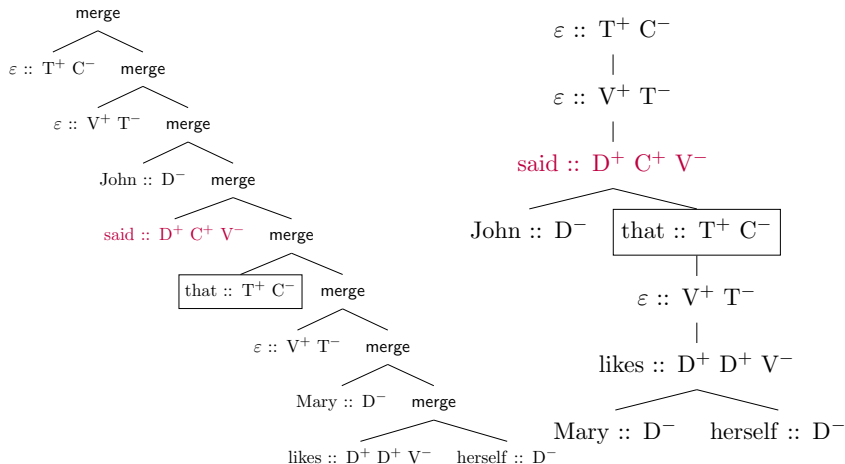 merge
ε :: T⁺ C⁻
merge
ε :: V⁺ T⁻
merge
John :: D⁻
merge
said :: D⁺ C⁺ V⁻
merge
that :: T⁺ C⁻
merge
ε :: V⁺ T⁻
merge
Mary :: D⁻
merge
likes :: D⁺ D⁺ V⁻
herself :: D⁻
ε :: T⁺ C⁻
ε :: V⁺ T⁻
said :: D⁺ C⁺ V⁻
John :: D⁻
that :: T⁺ C⁻
ε :: V⁺ T⁻
likes :: D⁺ D⁺ V⁻
Mary :: D⁻
herself :: D⁻